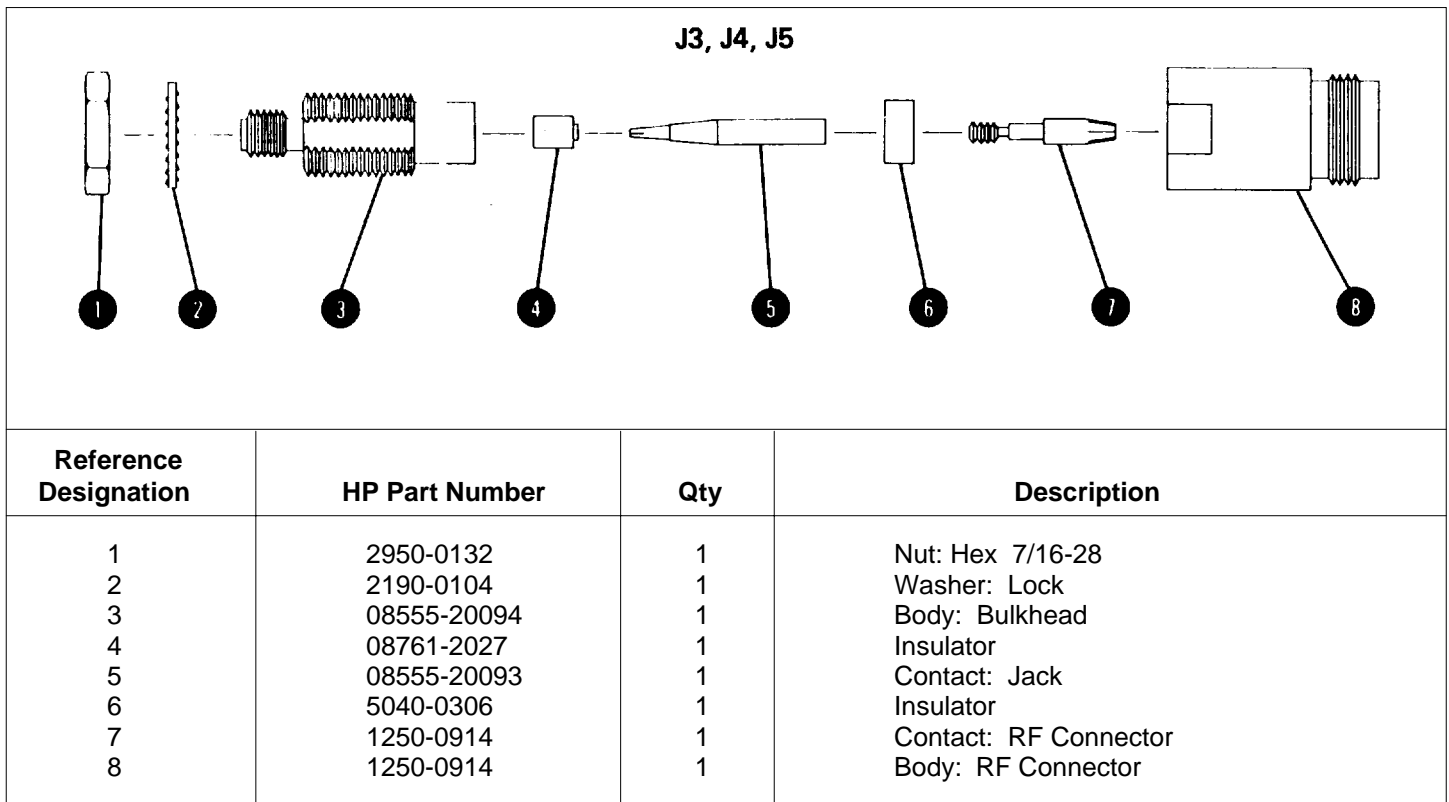 J3, J4, J5
1 2 3 4 5 6 7 8
Reference Designation HP Part Number Qty Description
1 2950-0132 1 Nut: Hex 7/16-28
2 2190-0104 1 Washer: Lock
3 08555-20094 1 Body: Bulkhead
4 08761-2027 1 Insulator
5 08555-20093 1 Contact: Jack
6 5040-0306 1 Insulator
7 1250-0914 1 Contact: RF Connector
8 1250-0914 1 Body: RF Connector